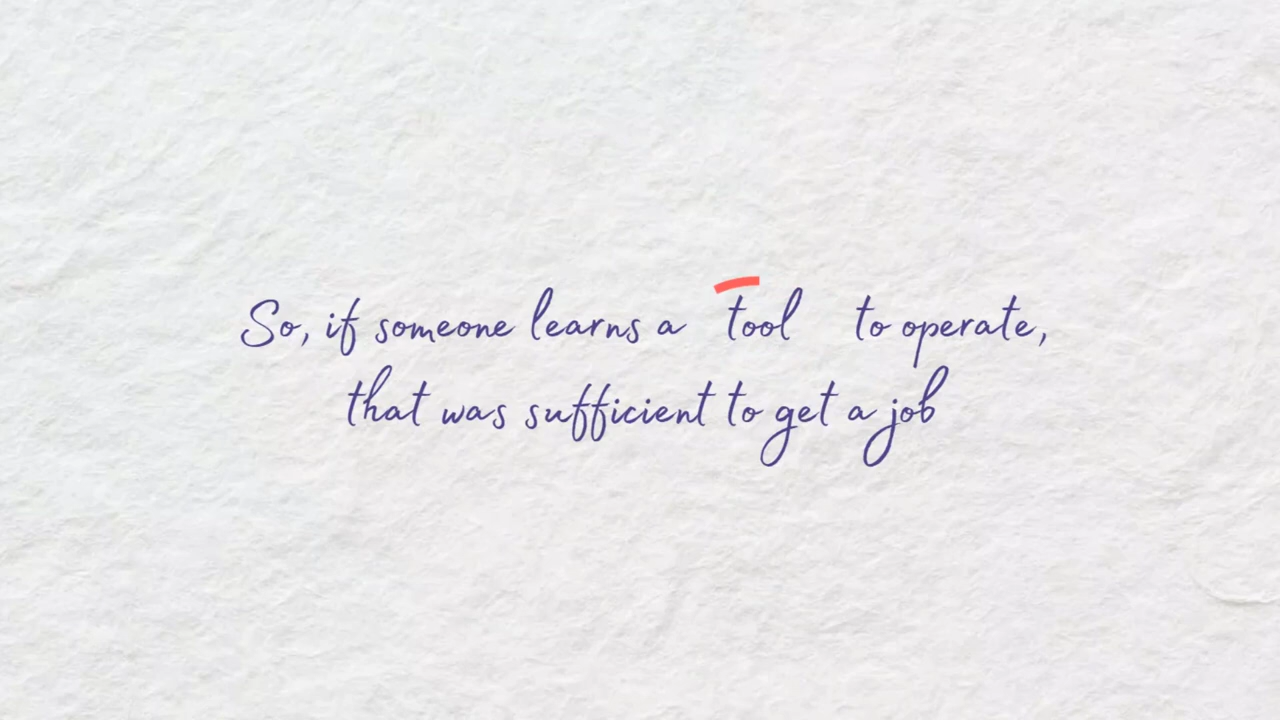 So, if someone learns a tool to operate,
that was sufficient to get a job